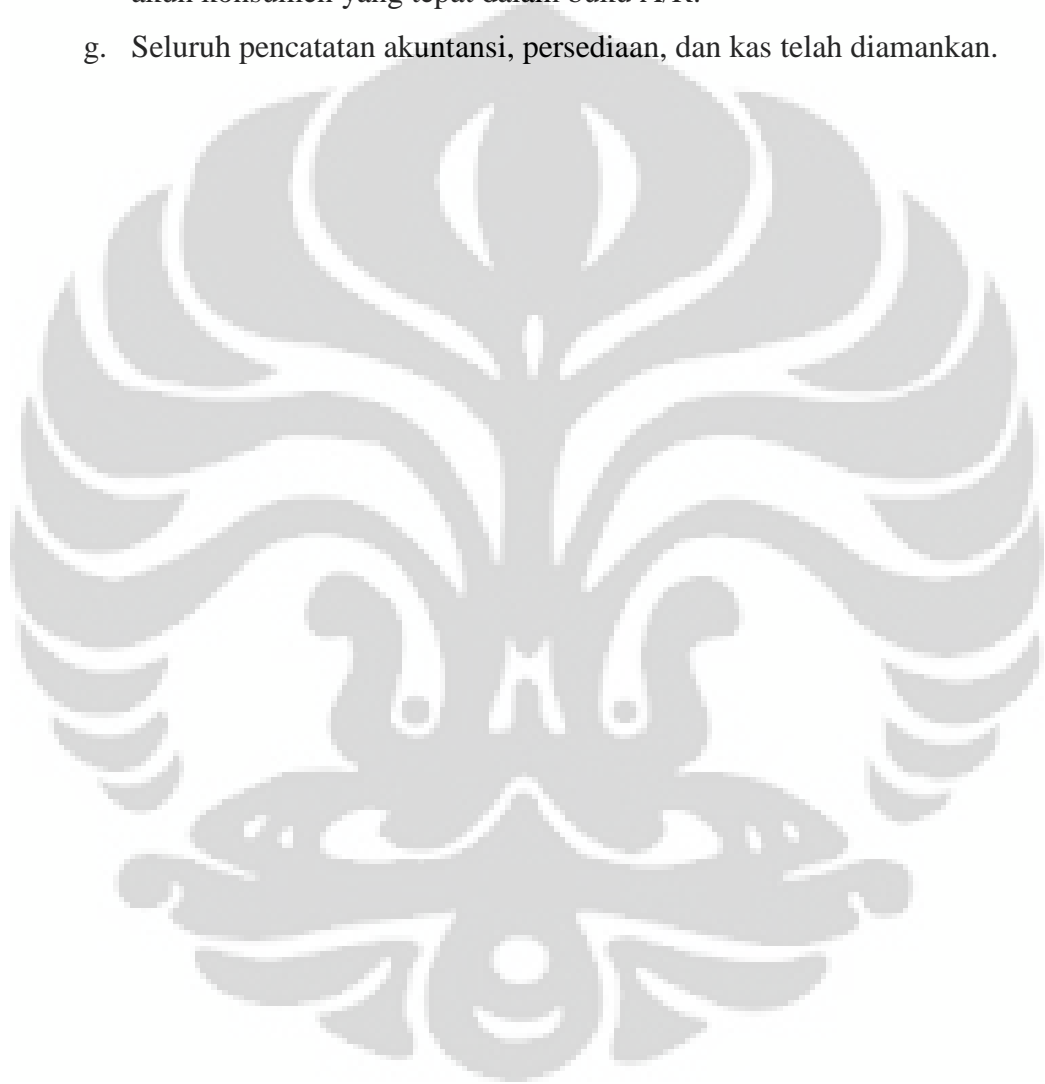 akun konsumen yang tepat dalam buku A/R.
g. Seluruh pencatatan akuntansi, persediaan, dan kas telah diamankan.